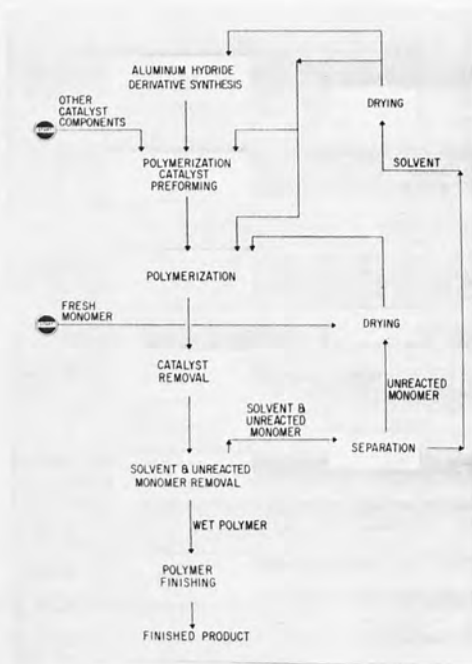 ALUMINUM HYDRIDE
DERIVATIVE SYNTHESIS
DRYING
OTHER
CATALYST
COMPONENTS
SOLVENT
POLYMERIZATION
CATALYST
PREFORMING
POLYMERIZATION
FRESH
MONOMER
DRYING
CATALYST
REMOVAL
UNREACTED
MONOMER
SOLVENT &
UNREACTED
MONOMER
SEPARATION
SOLVENT & UNREACTED
MONOMER REMOVAL
WET POLYMER
POLYMER
FINISHING
FINISHED PRODUCT